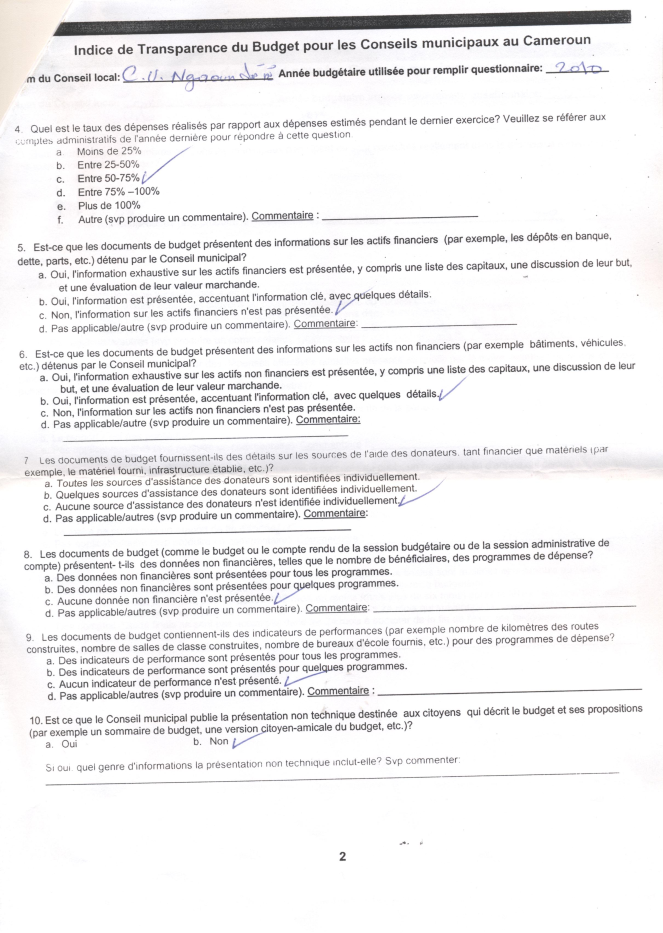 Indice de Transparence du Budget pour les Conseils municipaux au Cameroun
m du Conseil local: C.U. Ngaoundéré Année budgétaire utilisée pour remplir questionnaire: 2010
4. Quel est le taux des dépenses réalisés par rapport aux dépenses estimés pendant le dernier exercice? Veuillez se référer aux
comptes administratifs de l'année dernière pour répondre à cette question.
a. Moins de 25%
b. Entre 25-50%
c. Entre 50-75%
d. Entre 75% –100%
e. Plus de 100%
f. Autre (svp produire un commentaire). Commentaire :
5. Est-ce que les documents de budget présentent des informations sur les actifs financiers (par exemple, les dépôts en banque,
dette, parts, etc.) détenu par le Conseil municipal?
a. Oui, l'information exhaustive sur les actifs financiers est présentée, y compris une liste des capitaux, une discussion de leur but,
et une évaluation de leur valeur marchande.
b. Oui, l'information est présentée, accentuant l'information clé, avec quelques détails.
c. Non, l'information sur les actifs financiers n'est pas présentée.
d. Pas applicable/autre (svp produire un commentaire). Commentaire:
6. Est-ce que les documents de budget présentent des informations sur les actifs non financiers (par exemple bâtiments, véhicules.
etc.) détenus par le Conseil municipal?
a. Oui, l'information exhaustive sur les actifs non financiers est présentée, y compris une liste des capitaux, une discussion de leur
but, et une évaluation de leur valeur marchande.
b. Oui, l'information est présentée, accentuant l'information clé, avec quelques détails.
c. Non, l'information sur les actifs non financiers n'est pas présentée.
d. Pas applicable/autre (svp produire un commentaire). Commentaire:
7 Les documents de budget fournissent-ils des détails sur les sources de l'aide des donateurs, tant financier que matériels (par
exemple, le matériel fourni, infrastructure établie, etc.)?
a. Toutes les sources d'assistance des donateurs sont identifiées individuellement.
b. Quelques sources d'assistance des donateurs sont identifiées individuellement.
c. Aucune source d'assistance des donateurs n'est identifiée individuellement.
d. Pas applicable/autres (svp produire un commentaire). Commentaire:
8. Les documents de budget (comme le budget ou le compte rendu de la session budgétaire ou de la session administrative de
compte) présentent- t-ils des données non financières, telles que le nombre de bénéficiaires, des programmes de dépense?
a. Des données non financières sont présentées pour tous les programmes.
b. Des données non financières sont présentées pour quelques programmes.
c. Aucune donnée non financière n'est présentée.
d. Pas applicable/autres (svp produire un commentaire). Commentaire:
9. Les documents de budget contiennent-ils des indicateurs de performances (par exemple nombre de kilomètres des routes
construites, nombre de salles de classe construites, nombre de bureaux d'école fournis, etc.) pour des programmes de dépense?
a. Des indicateurs de performance sont présentés pour tous les programmes.
b. Des indicateurs de performance sont présentés pour quelques programmes.
c. Aucun indicateur de performance n'est présenté.
d. Pas applicable/autres (svp produire un commentaire). Commentaire :
10. Est ce que le Conseil municipal publie la présentation non technique destinée aux citoyens qui décrit le budget et ses propositions
(par exemple un sommaire de budget, une version citoyen-amicale du budget, etc.)?
a. Oui b. Non
Si oui, quel genre d'informations la présentation non technique inclut-elle? Svp commenter:
2